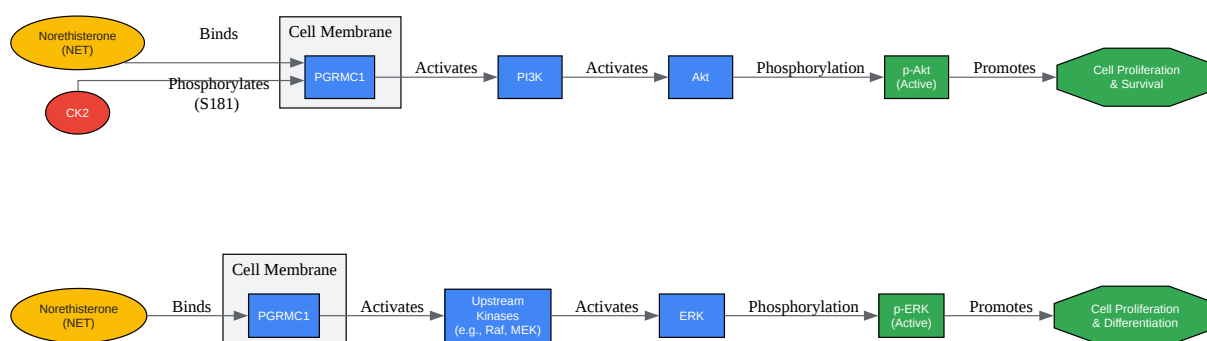 Norethisterone
(NET)
Binds
Cell Membrane
PGRMC1
Activates
PI3K
Activates
Akt
Phosphorylation
p-Akt
(Active)
Promotes
Cell Proliferation
& Survival
CK2
Phosphorylates
(S181)
Norethisterone
(NET)
Binds
Cell Membrane
PGRMC1
Activates
Upstream
Kinases
(e.g., Raf, MEK)
Activates
ERK
Phosphorylation
p-ERK
(Active)
Promotes
Cell Proliferation
& Differentiation